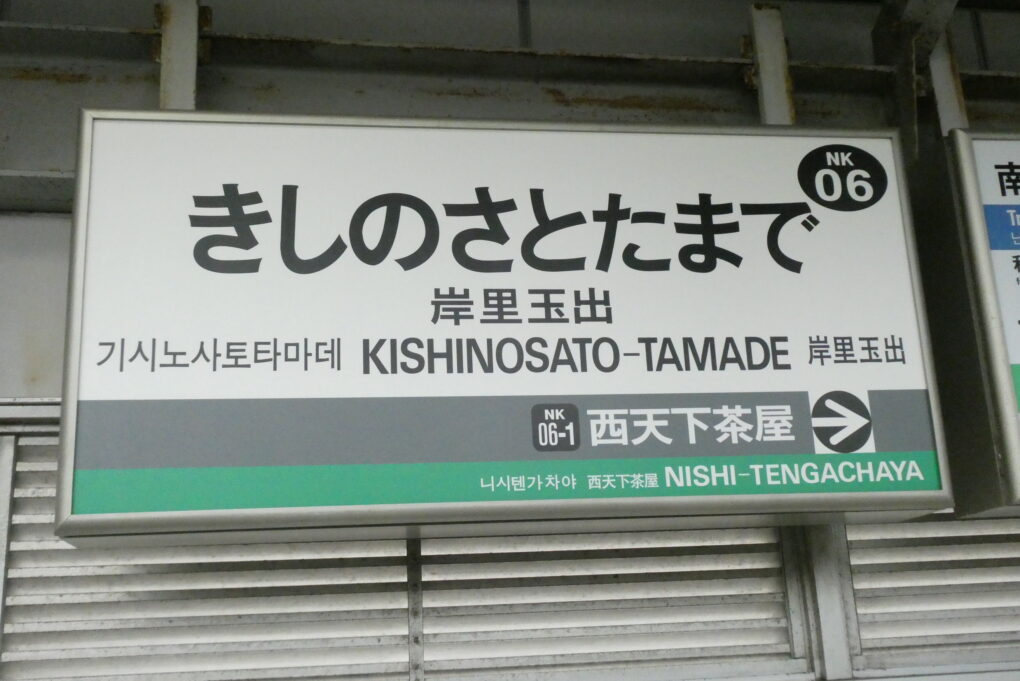 NK
06
きしのさとたまで
岸里玉出
기시노사토타마데 KISHINOSATO-TAMADE 岸里玉出
NK
06-1 西天下茶屋
니시텐가차야 西天下茶屋 NISHI-TENGACHAYA
南